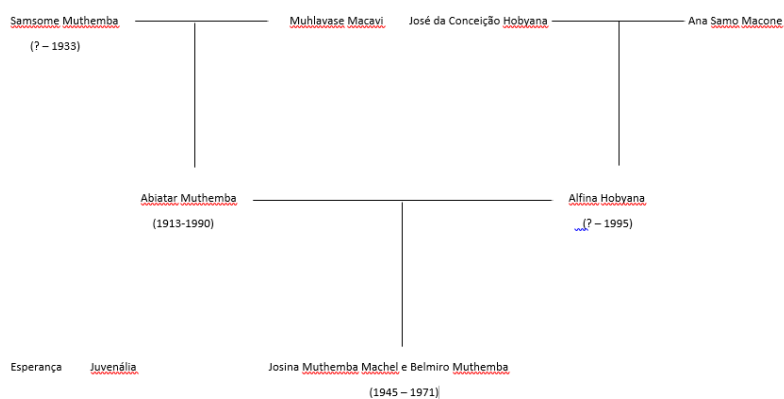 Samsome Muthemba Muhlavase Macavi José da Conceição Hobyana Ana Samo Macone
(? – 1933)
Abiatar Muthemba Alfina Hobyana
(1913-1990) (? – 1995)
Esperança Juvenália Josina Muthemba Machel e Belmiro Muthemba
(1945 – 1971)